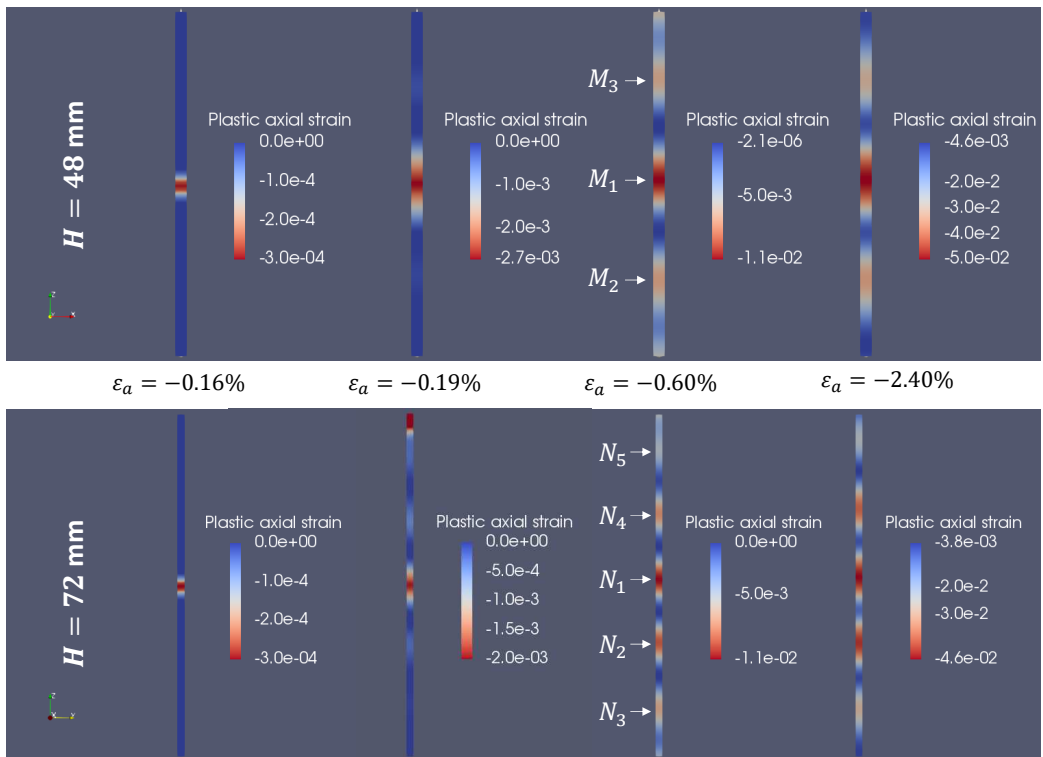 H = 48 mm
Plastic axial strain
0.0e+00
-1.0e-4
-2.0e-4
-3.0e-04
Plastic axial strain
0.0e+00
-1.0e-3
-2.0e-3
-2.7e-03
M₃
M₁
M₂
Plastic axial strain
-2.1e-06
-5.0e-3
-1.1e-02
Plastic axial strain
-4.6e-03
-2.0e-2
-3.0e-2
-4.0e-2
-5.0e-02
Z
X
εₐ = −0.16%
εₐ = −0.19%
εₐ = −0.60%
εₐ = −2.40%
H = 72 mm
Plastic axial strain
0.0e+00
-1.0e-4
-2.0e-4
-3.0e-04
Plastic axial strain
0.0e+00
-5.0e-4
-1.0e-3
-1.5e-3
-2.0e-03
N₅
N₄
N₁
N₂
N₃
Plastic axial strain
0.0e+00
-5.0e-3
-1.1e-02
Plastic axial strain
-3.8e-03
-2.0e-2
-3.0e-2
-4.6e-02
Z
X
Y